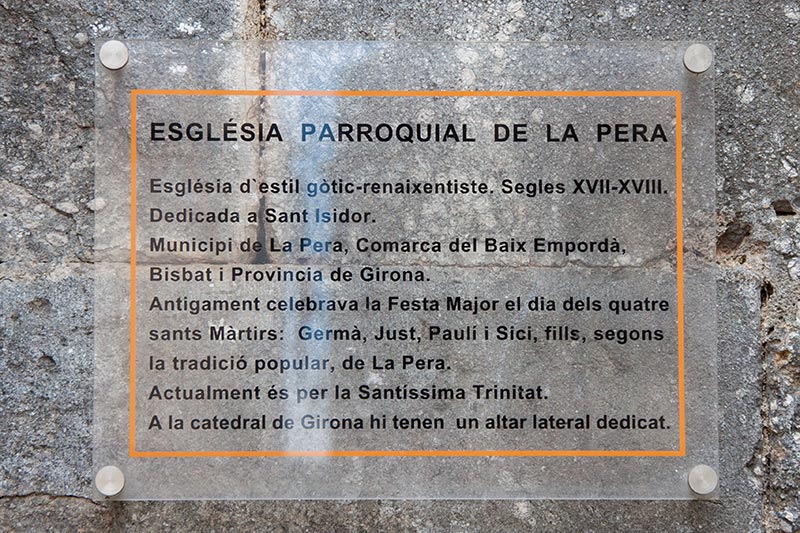 ESGLÉSIA PARROQUIAL DE LA PERA
Església d`estil gòtic-renaixentiste. Segles XVII-XVIII.
Dedicada a Sant Isidor.
Municipi de La Pera, Comarca del Baix Empordà,
Bisbat i Provincia de Girona.
Antigament celebrava la Festa Major el dia dels quatre
sants Màrtirs: Germà, Just, Paulí i Sici, fills, segons
la tradició popular, de La Pera.
Actualment és per la Santíssima Trinitat.
A la catedral de Girona hi tenen un altar lateral dedicat.